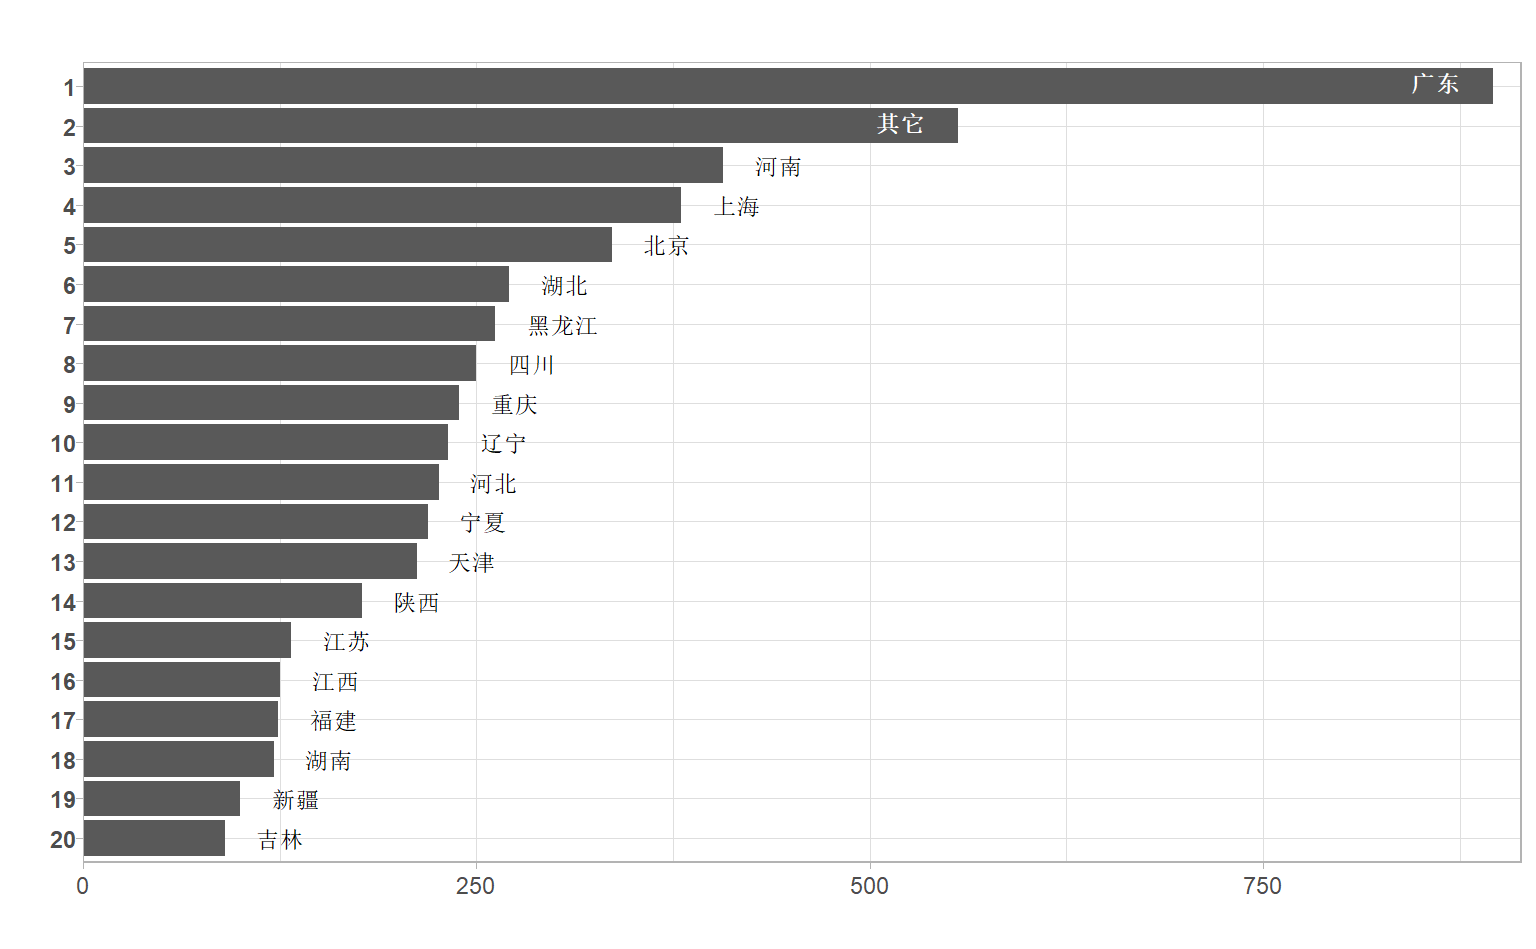 1 广东
2 其它
3 河南
4 上海
5 北京
6 湖北
7 黑龙江
8 四川
9 重庆
10 辽宁
11 河北
12 宁夏
13 天津
14 陕西
15 江苏
16 江西
17 福建
18 湖南
19 新疆
20 吉林
0 250 500 750